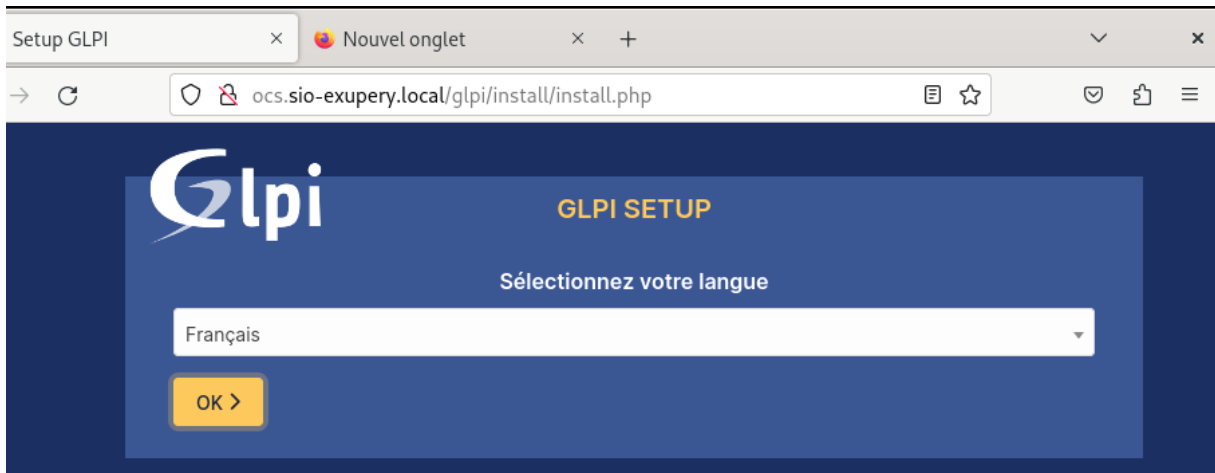 Setup GLPI
Nouvel onglet
ocs.sio-exupery.local/glpi/install/install.php
Glpi
GLPI SETUP
Sélectionnez votre langue
Français
OK